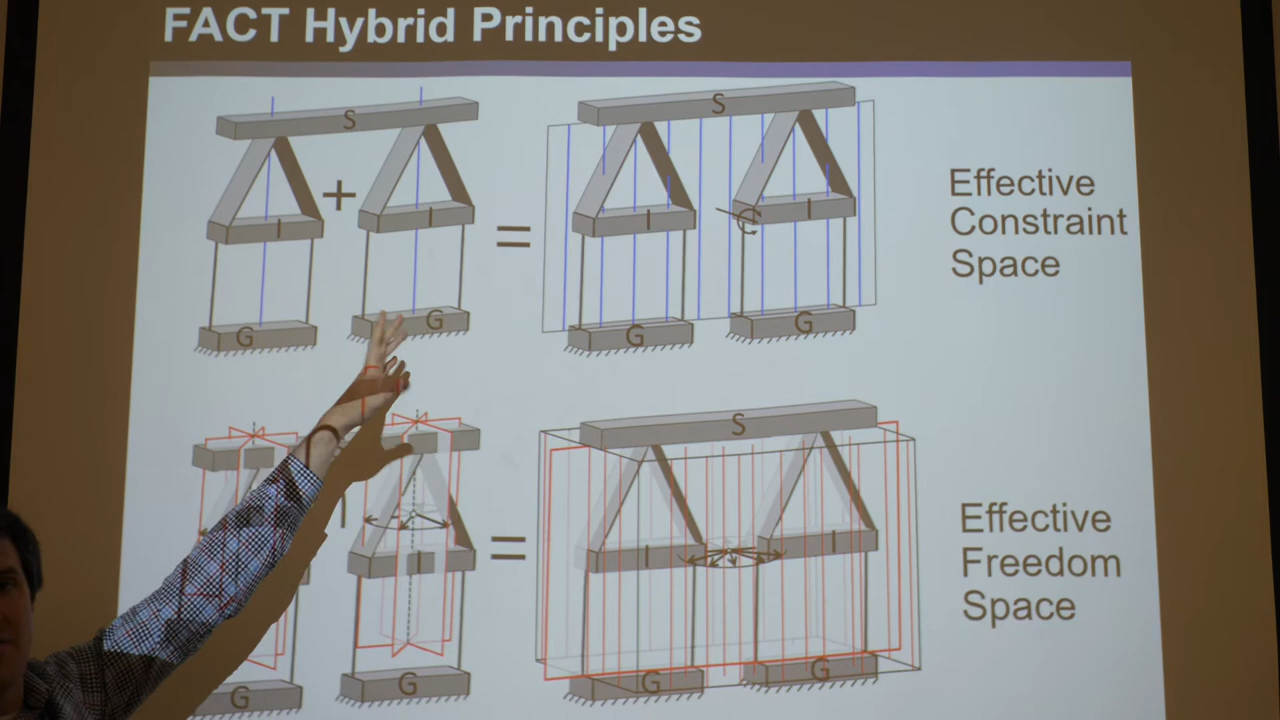 FACT Hybrid Principles
S
S
+
I
I
I
I
=
G
G
G
G
Effective
Constraint
Space
S
I
I
I
=
G
G
G
G
Effective
Freedom
Space